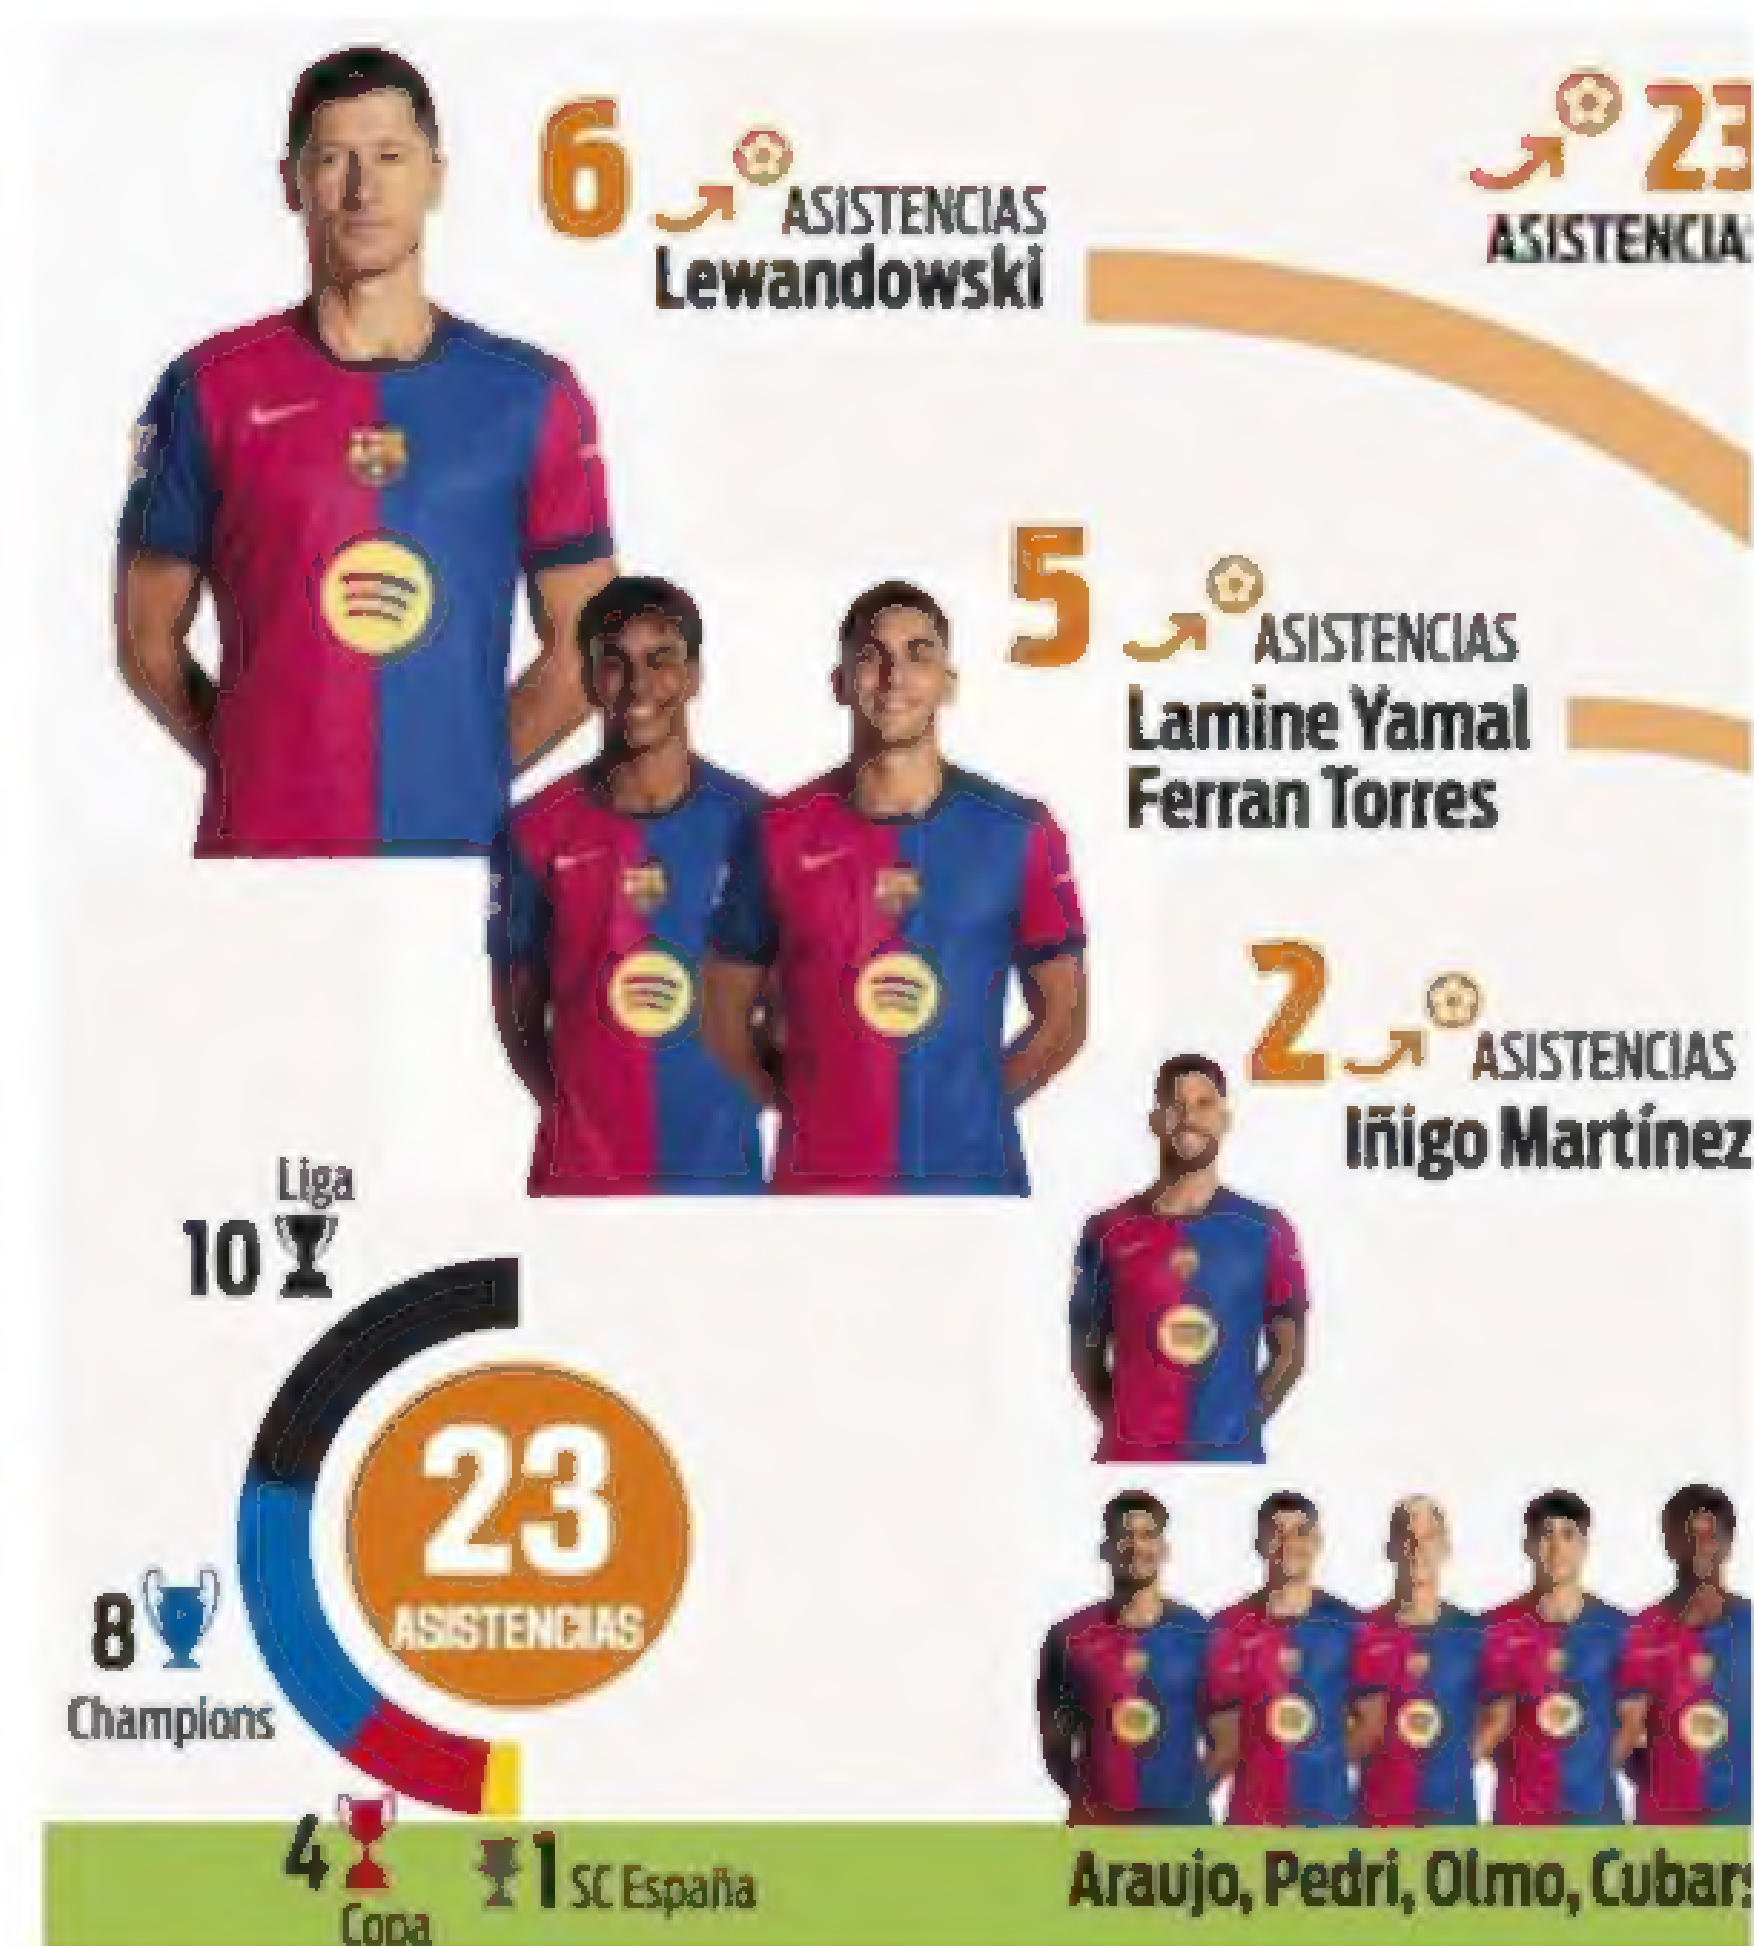 6 ASISTENCIAS
Lewandowski
23
ASISTENCIA
5 ASISTENCIAS
Lamine Yamal
Ferran Torres
2 ASISTENCIAS
Iñigo Martínez
Liga
10
23
ASISTENCIAS
8
Champions
4
Copa
1 SC España
Araujo, Pedri, Olmo, Cubars